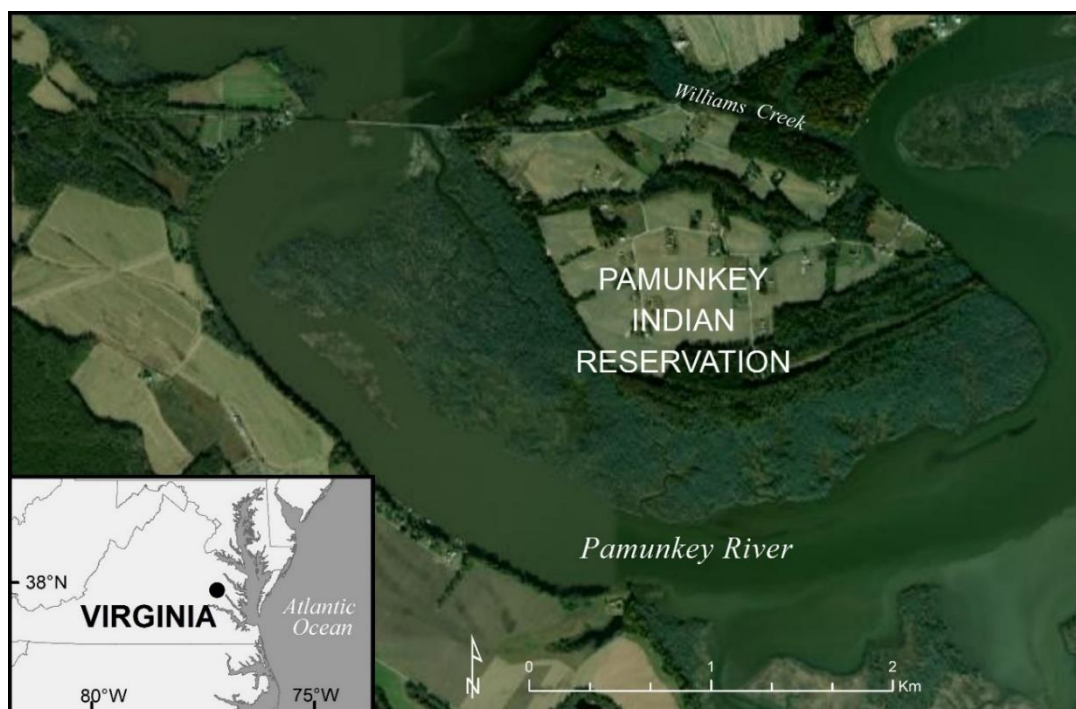 Williams Creek
PAMUNKEY
INDIAN
RESERVATION
Pamunkey River
38°N
VIRGINIA
Atlantic
Ocean
80°W
75°W
N
0
1
2
Km